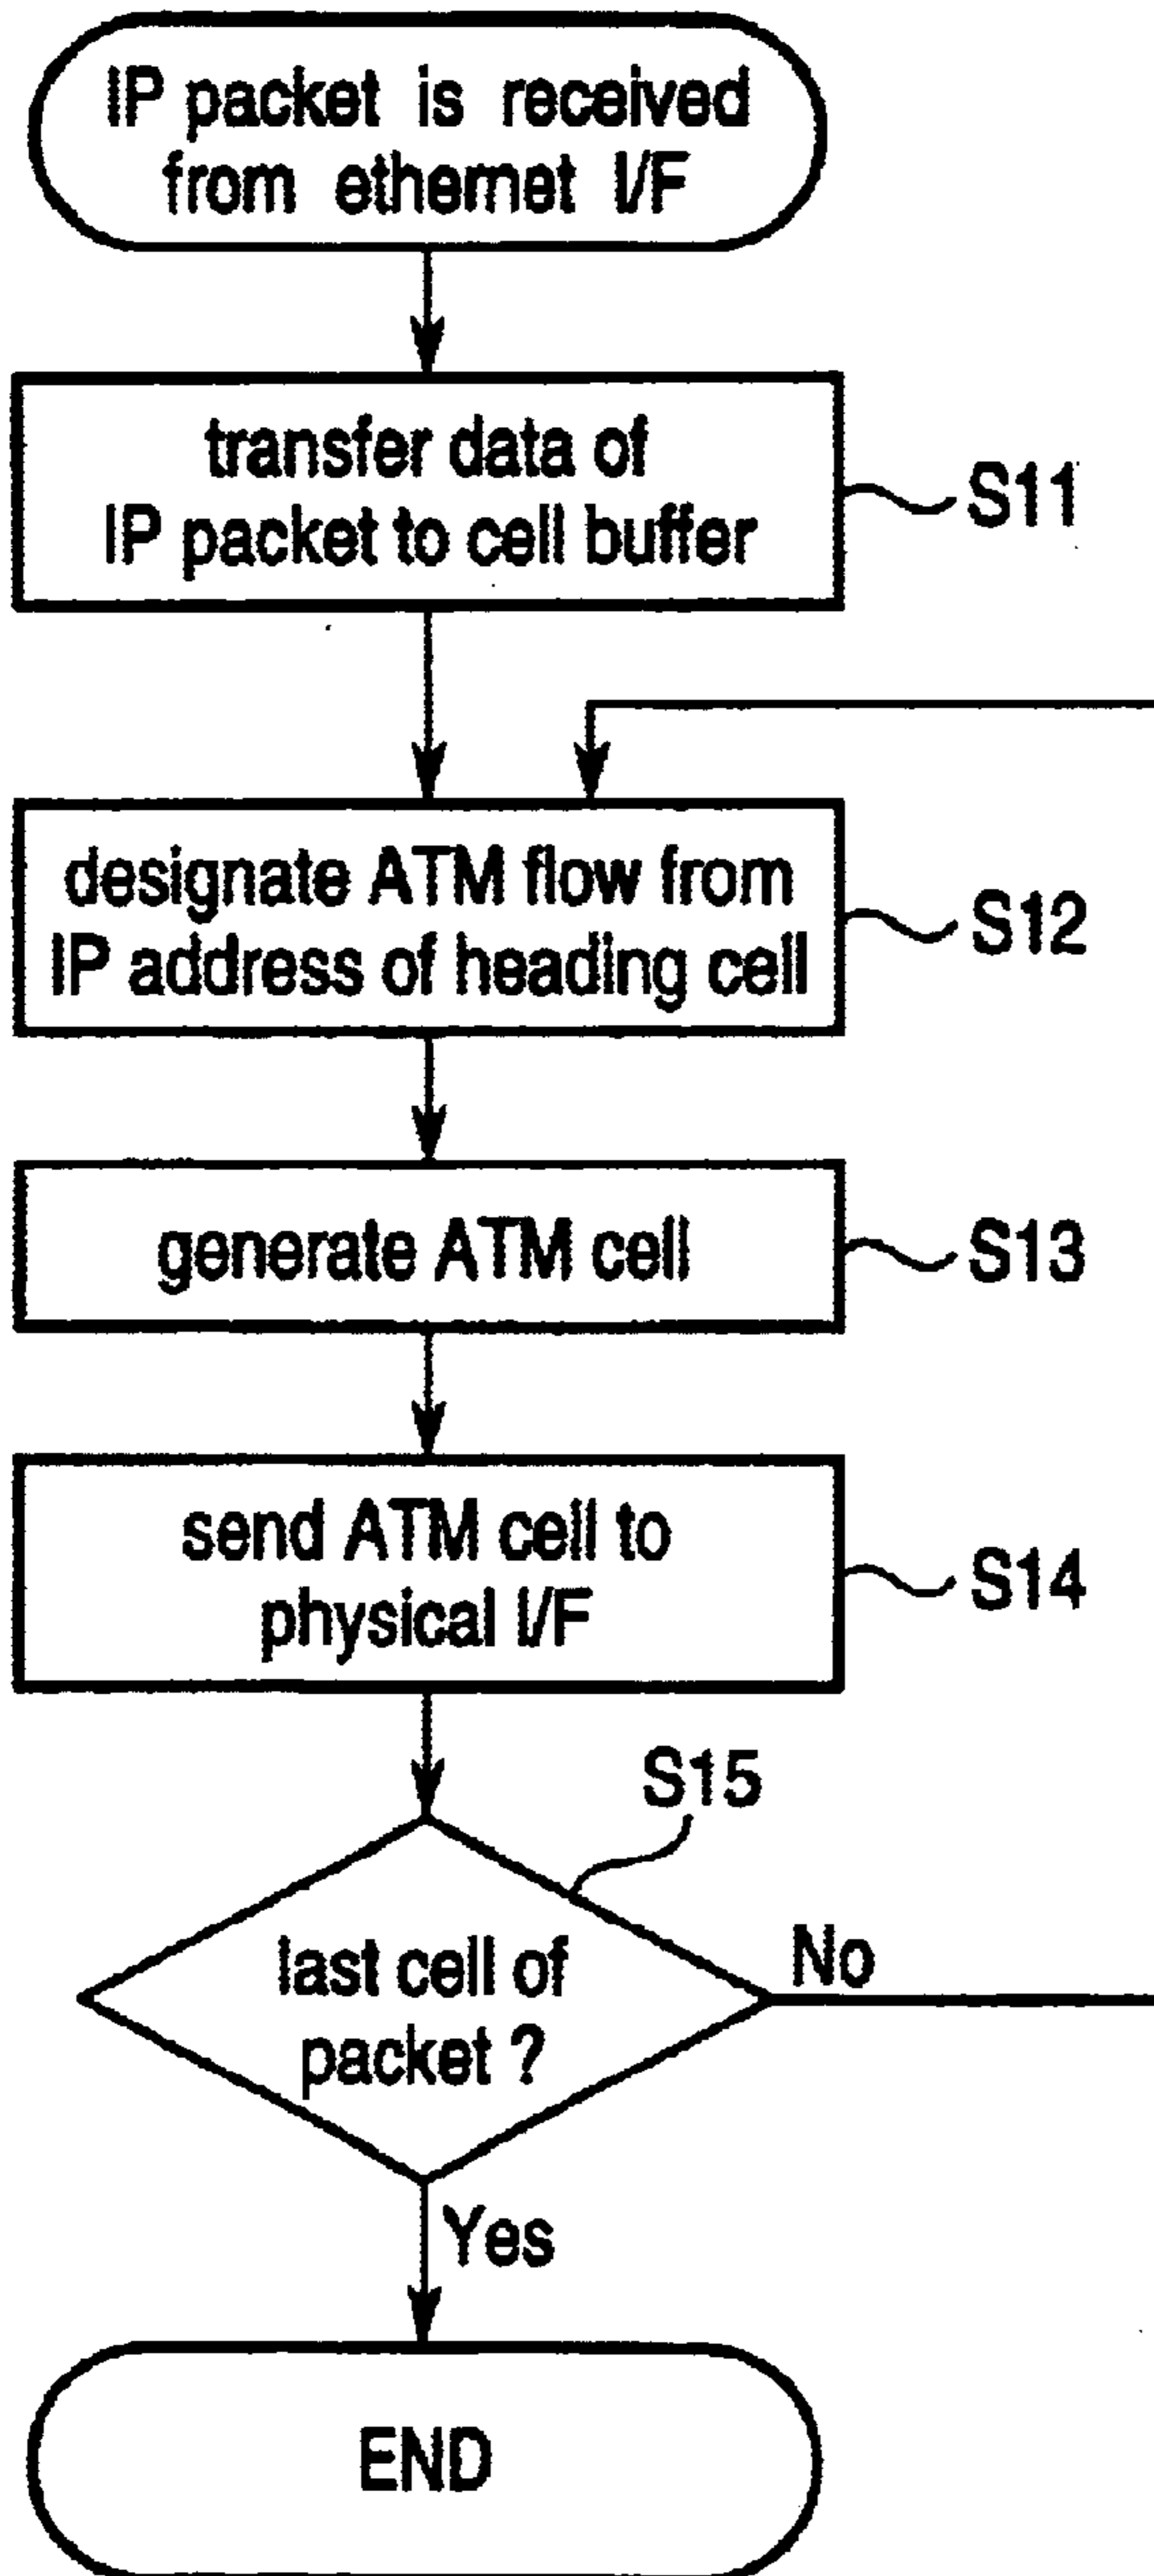 IP packet is received
from ethernet I/F
transfer data of
IP packet to cell buffer
S11
designate ATM flow from
IP address of heading cell
S12
generate ATM cell
S13
send ATM cell to
physical I/F
S14
S15
last cell of
packet ?
No
Yes
END